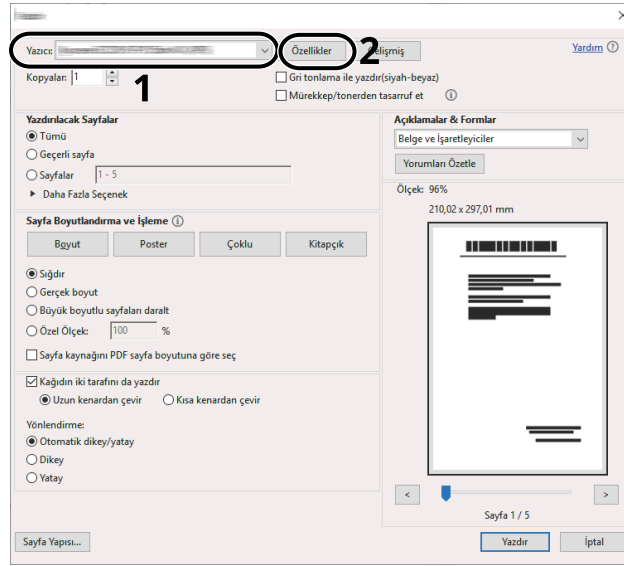 Yazıcı:
Özellikler
2
Gelişmiş
Yardım
Kopyalar: 1
1
Gri tonlama ile yazdır(siyah-beyaz)
Mürekkep/tonerden tasarruf et
Yazdırılacak Sayfalar
Tümü
Geçerli sayfa
Sayfalar 1 - 5
Daha Fazla Seçenek
Sayfa Boyutlandırma ve İşleme
Boyut Poster Çoklu Kitapçık
Sığdır
Gerçek boyut
Büyük boyutlu sayfaları daralt
Özel Ölçek: 100 %
Sayfa kaynağını PDF sayfa boyutuna göre seç
Kağıdın iki tarafını da yazdır
Uzun kenardan çevir Kısa kenardan çevir
Yönlendirme:
Otomatik dikey/yatay
Dikey
Yatay
Açıklamalar & Formlar
Belge ve İşaretleyiciler
Yorumları Özetle
Ölçek: 96%
210,02 x 297,01 mm
< >
Sayfa 1 / 5
Sayfa Yapısı...
Yazdır İptal